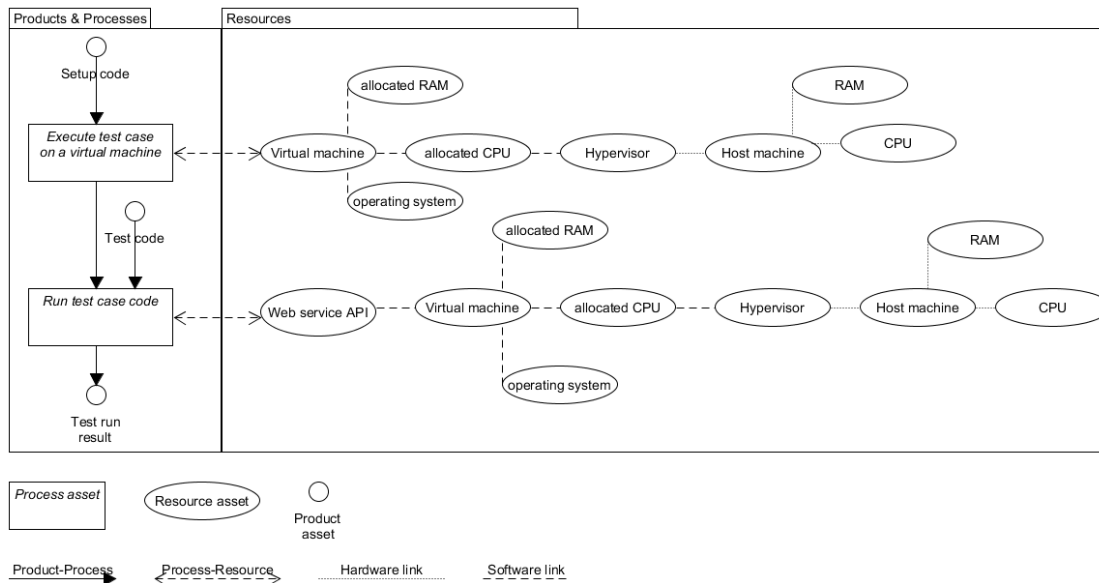 Products & Processes
Resources
Setup code
allocated RAM
RAM
Execute test case
on a virtual machine
Virtual machine
allocated CPU
Hypervisor
Host machine
CPU
operating system
Test code
allocated RAM
RAM
Run test case code
Web service API
Virtual machine
allocated CPU
Hypervisor
Host machine
CPU
operating system
Test run
result
Process asset
Resource asset
Product
asset
Product-Process
Process-Resource
Hardware link
Software link